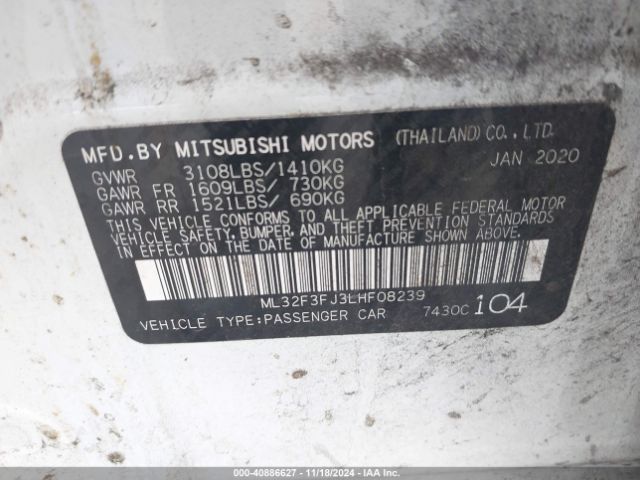 MFD.BY MITSUBISHI MOTORS (THAILAND) CO.,LTD.
GVWR 3108LBS/1410KG JAN 2020
GAWR FR 1609LBS/ 730KG
GAWR RR 1521LBS/ 690KG
THIS VEHICLE CONFORMS TO ALL APPLICABLE FEDERAL MOTOR
VEHICLE SAFETY, BUMPER, AND THEFT PREVENTION STANDARDS
IN EFFECT ON THE DATE OF MANUFACTURE SHOWN ABOVE.
ML32F3FJ3LHF08239
VEHICLE TYPE:PASSENGER CAR 7430C 104
000-40886627 - 11/18/2024 - IAA Inc.